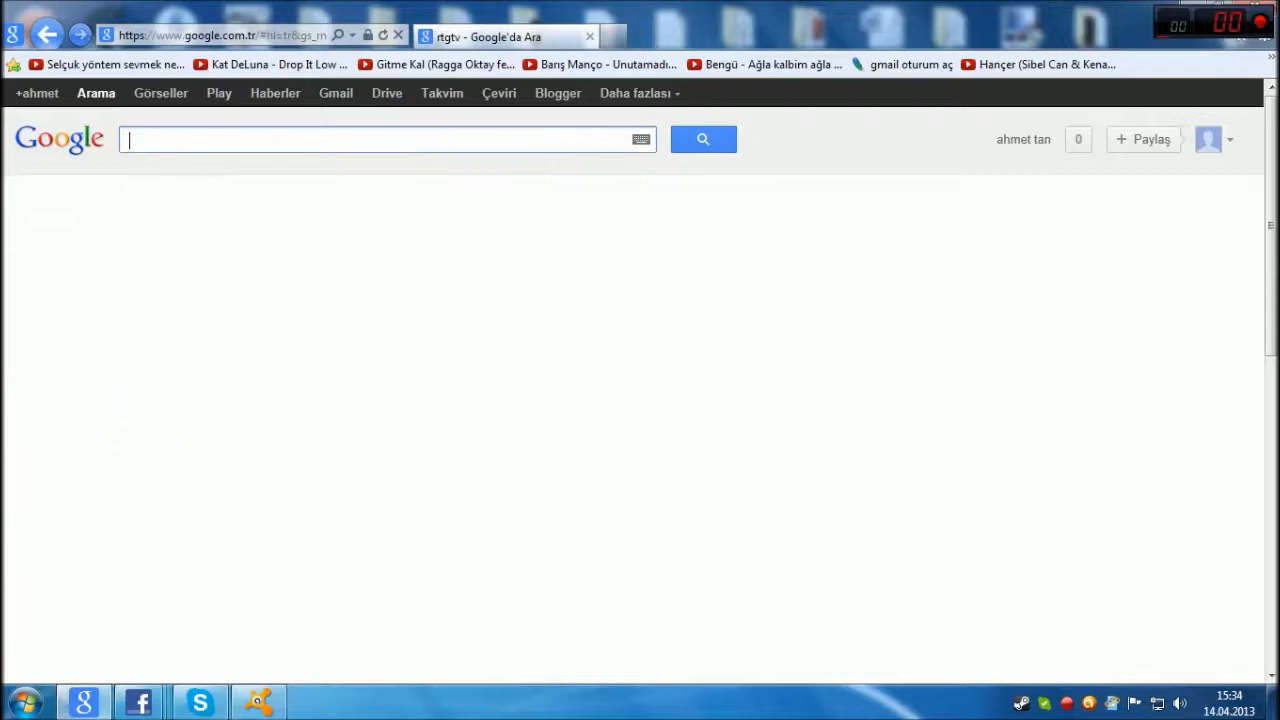 https://www.google.com.tr/#hl=tr&gs_rn
rtgtv - Google'da Ara
00
00
Selçuk yöntem sevmek ne...
Kat DeLuna - Drop It Low ...
Gitme Kal (Ragga Oktay fe...
Barış Manço - Unutamadı...
Bengü - Ağla kalbim ağla ...
gmail oturum aç
Hançer (Sibel Can & Kena...
+ahmet Arama Görseller Play Haberler Gmail Drive Takvim Çeviri Blogger Daha fazlası
Google
ahmet tan
0
+ Paylaş
15:34
14.04.2013